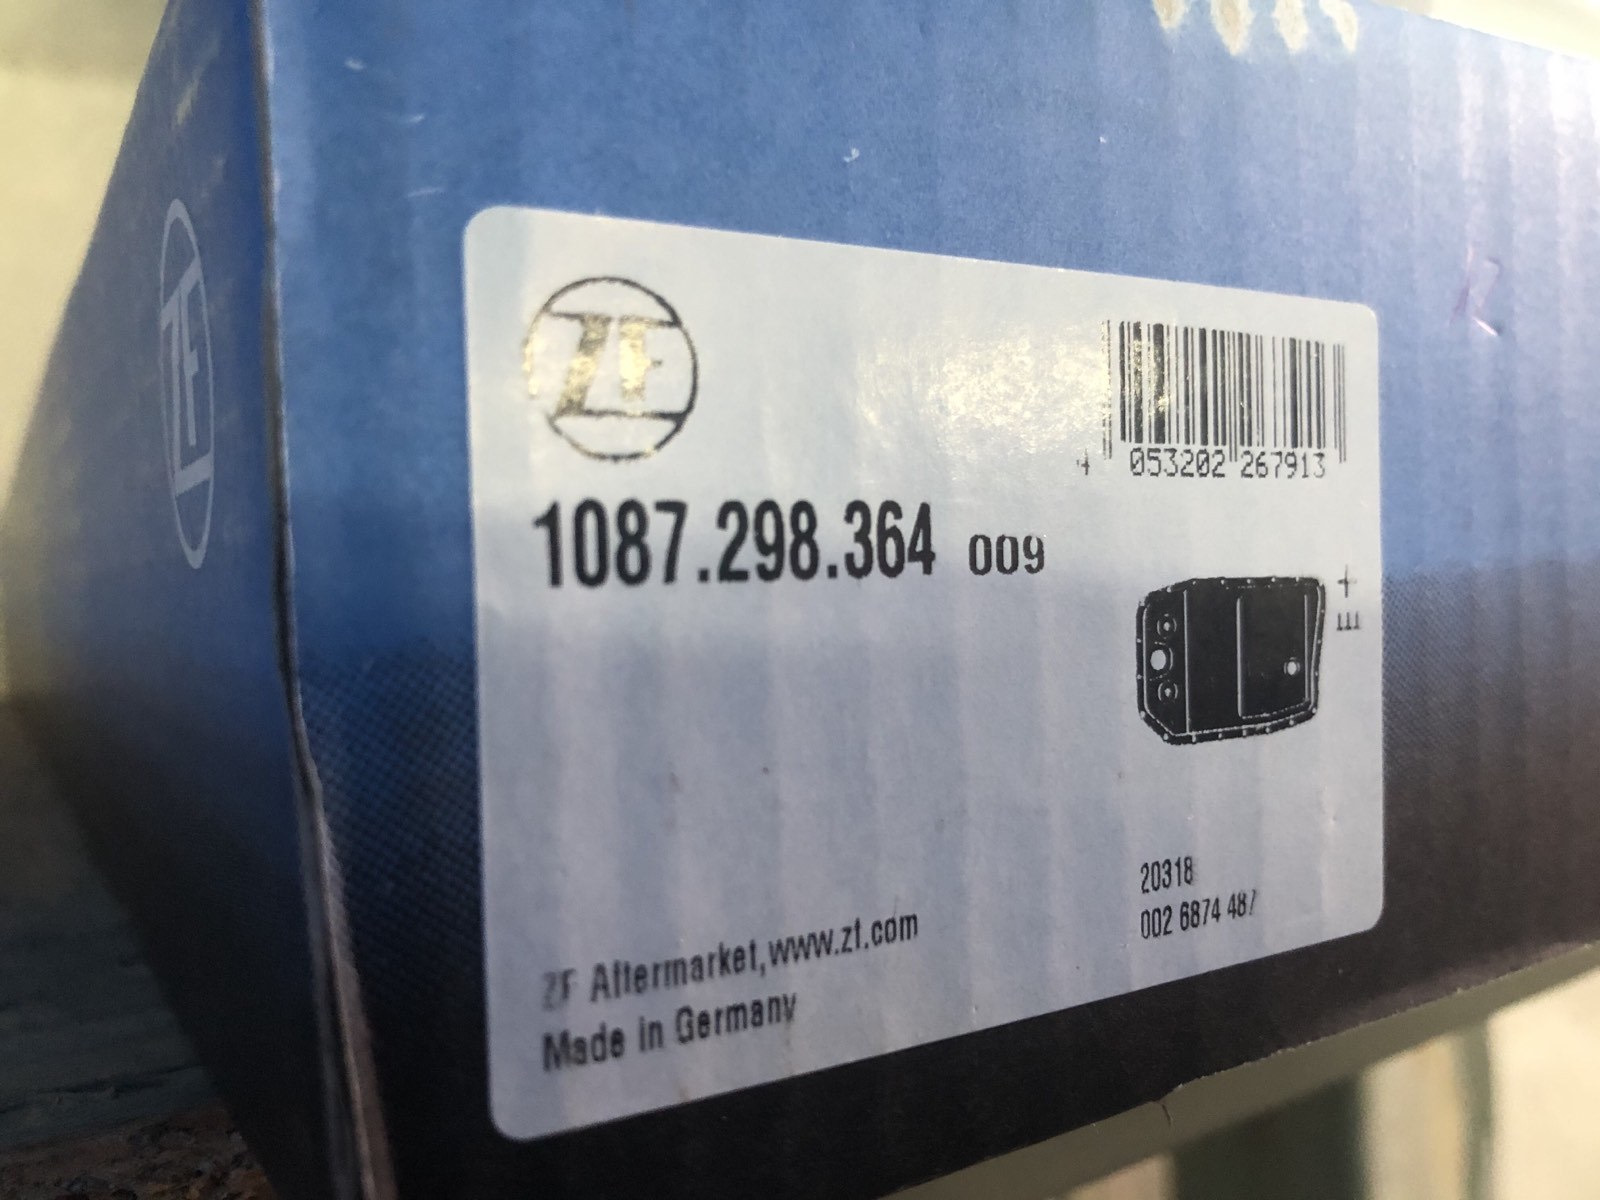 ZF
ZF
4 053202 267913
1087.298.364 009
20318
002 6874 487
ZF Aftermarket,www.zf.com
Made in Germany